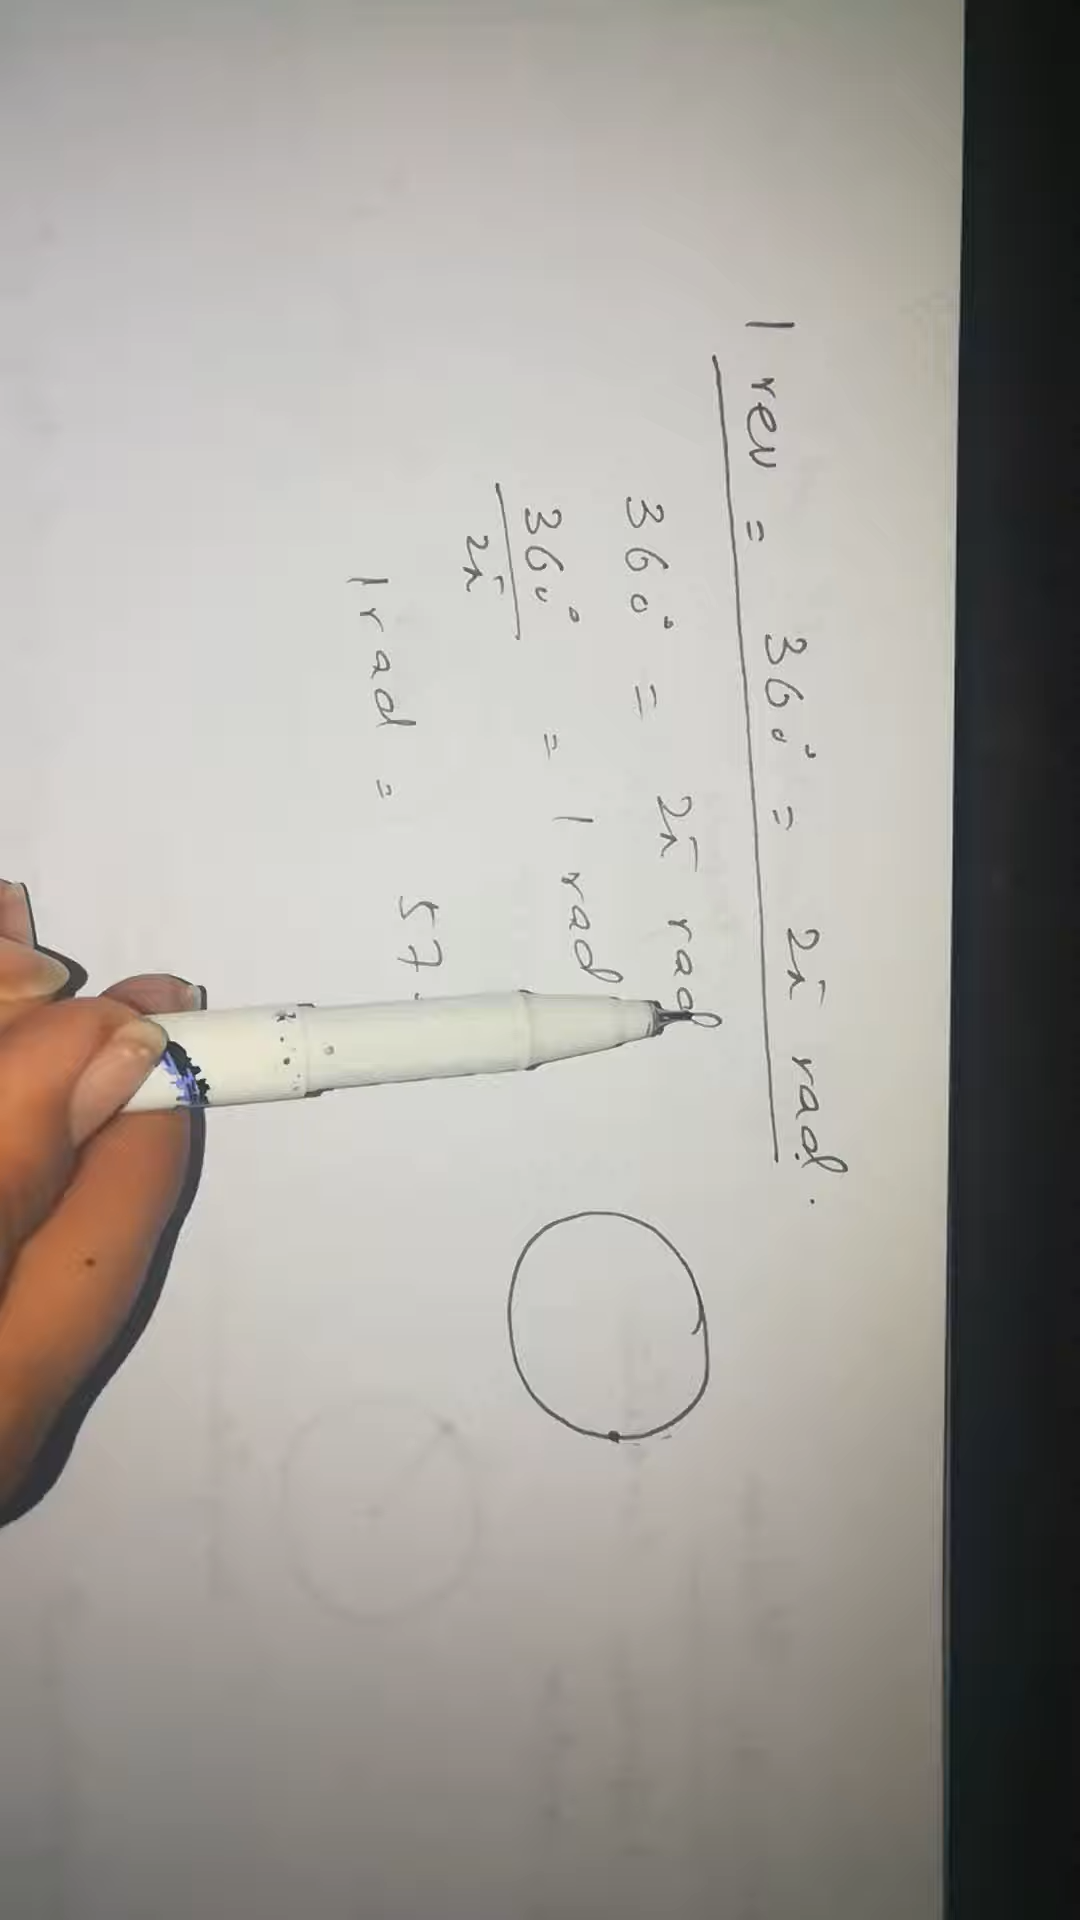 1 rev = 360° = 2π rad.
360° = 2π rad
360°
2π
= 1 rad
1 rad = 57.